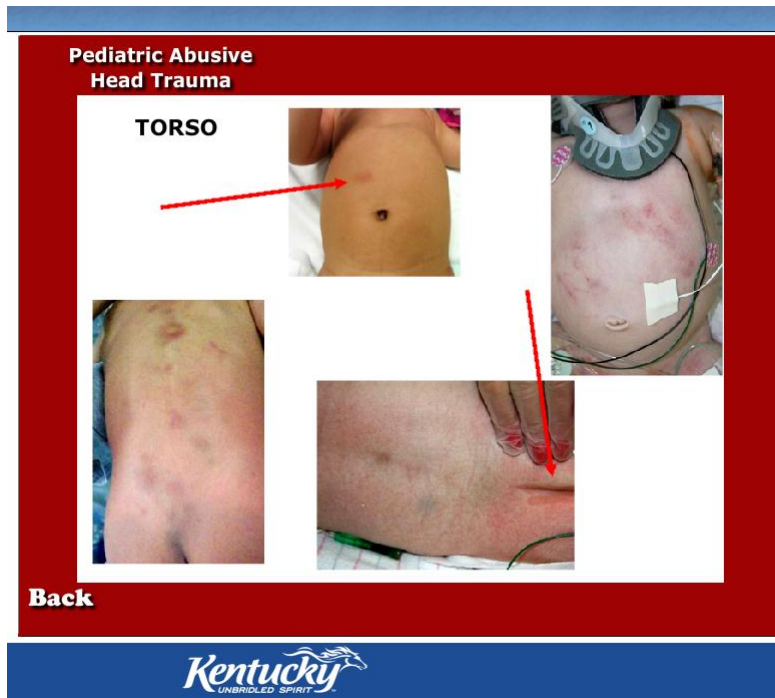 Pediatric Abusive
Head Trauma
TORSO
Back
Kentucky
UNBRIDLED SPIRIT